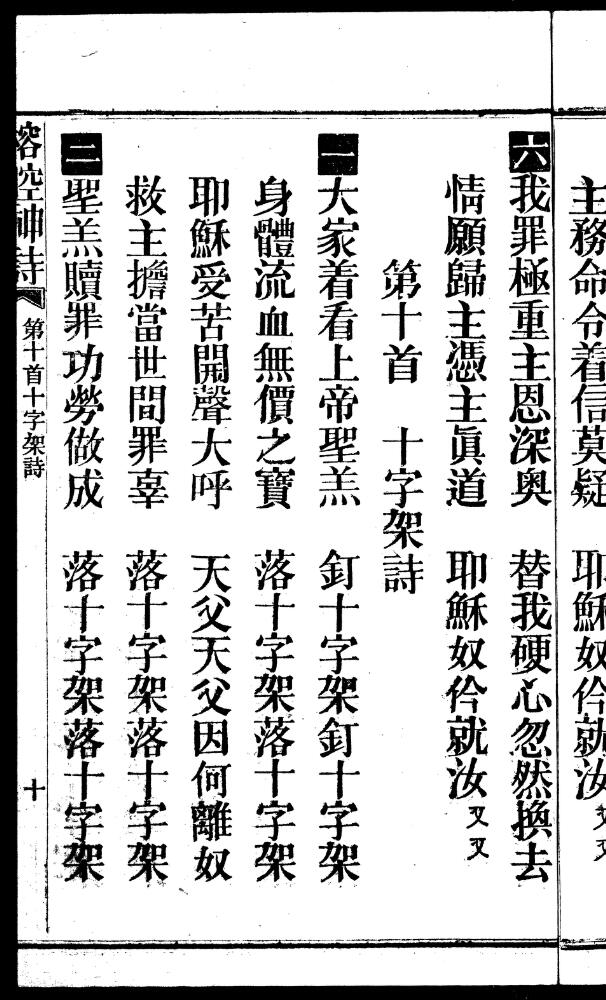 主務命令着信莫疑　耶穌奴伶就汝又又
六我罪極重主恩深奥　替我硬心忽然換去
情願歸主憑主眞道　耶穌奴伶就汝又又
第十首　十字架詩
一大家着看上帝聖羔　釘十字架釘十字架
身體流血無價之寶　落十字架落十字架
耶穌受苦開聲大呼　天父天父因何離奴
救主擔當世間罪辜　落十字架落十字架
二聖羔贖罪功勞做成　落十字架落十字架
榕空神詩　第十首十字架詩　十